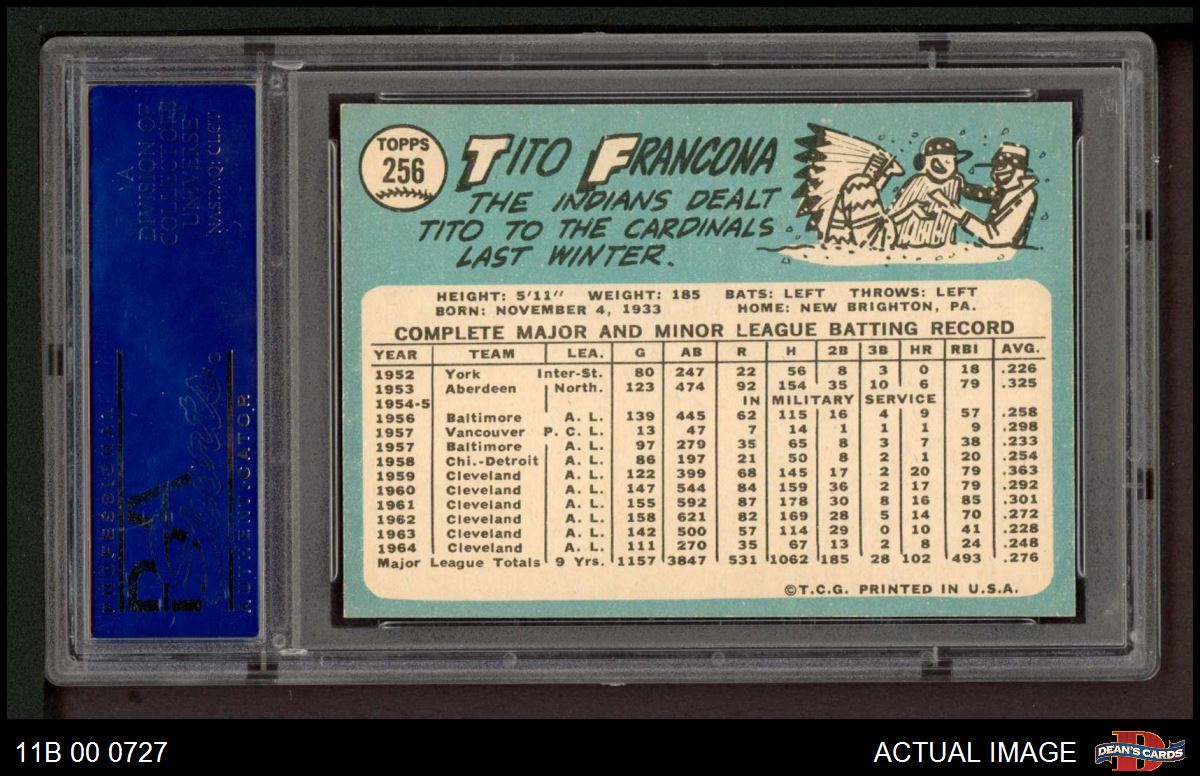 A
DIVISION OF
COLLECTORS
UNIVERSE
NASDAQ: CLCT
PROFESSIONAL
PSA
Sports
AUTHENTICATOR
TOPPS
256
TITO FRANCONA
THE INDIANS DEALT
TITO TO THE CARDINALS
LAST WINTER.
HEIGHT: 5'11" WEIGHT: 185 BATS: LEFT THROWS: LEFT
BORN: NOVEMBER 4, 1933 HOME: NEW BRIGHTON, PA.
COMPLETE MAJOR AND MINOR LEAGUE BATTING RECORD
YEAR TEAM LEA. G AB R H 2B 3B HR RBI AVG.
1952 York Inter-St. 80 247 22 56 8 3 0 18 .226
1953 Aberdeen North. 123 474 92 154 35 10 6 79 .325
1954-5 IN MILITARY SERVICE
1956 Baltimore A. L. 139 445 62 115 16 4 9 57 .258
1957 Vancouver P. C. L. 13 47 7 14 1 1 1 9 .298
1957 Baltimore A. L. 97 279 35 65 8 3 7 38 .233
1958 Chi.-Detroit A. L. 86 197 21 50 8 2 1 20 .254
1959 Cleveland A. L. 122 399 68 145 17 2 20 79 .363
1960 Cleveland A. L. 147 544 84 159 36 2 17 79 .292
1961 Cleveland A. L. 155 592 87 178 30 8 16 85 .301
1962 Cleveland A. L. 158 621 82 169 28 5 14 70 .272
1963 Cleveland A. L. 142 500 57 114 29 0 10 41 .228
1964 Cleveland A. L. 111 270 35 67 13 2 8 24 .248
Major League Totals 9 Yrs. 1157 3847 531 1062 185 28 102 493 .276
©T.C.G. PRINTED IN U.S.A.
11B 00 0727
ACTUAL IMAGE
DEAN'S CARDS